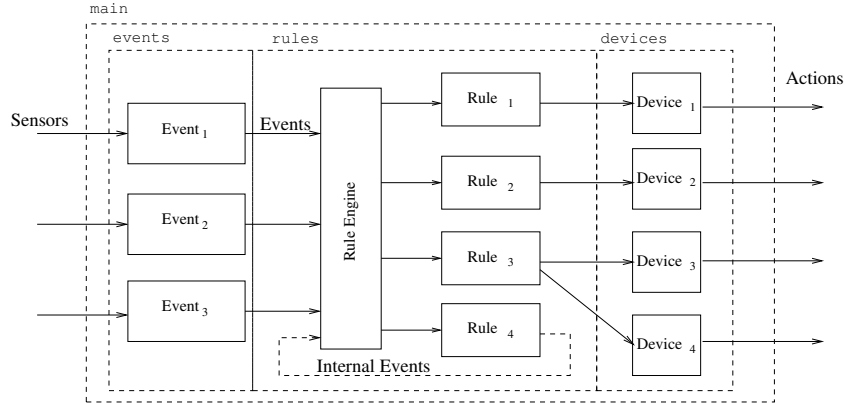 main
events
rules
devices
Sensors
Event 1
Event 2
Event 3
Events
Rule Engine
Internal Events
Rule 1
Rule 2
Rule 3
Rule 4
Device 1
Device 2
Device 3
Device 4
Actions